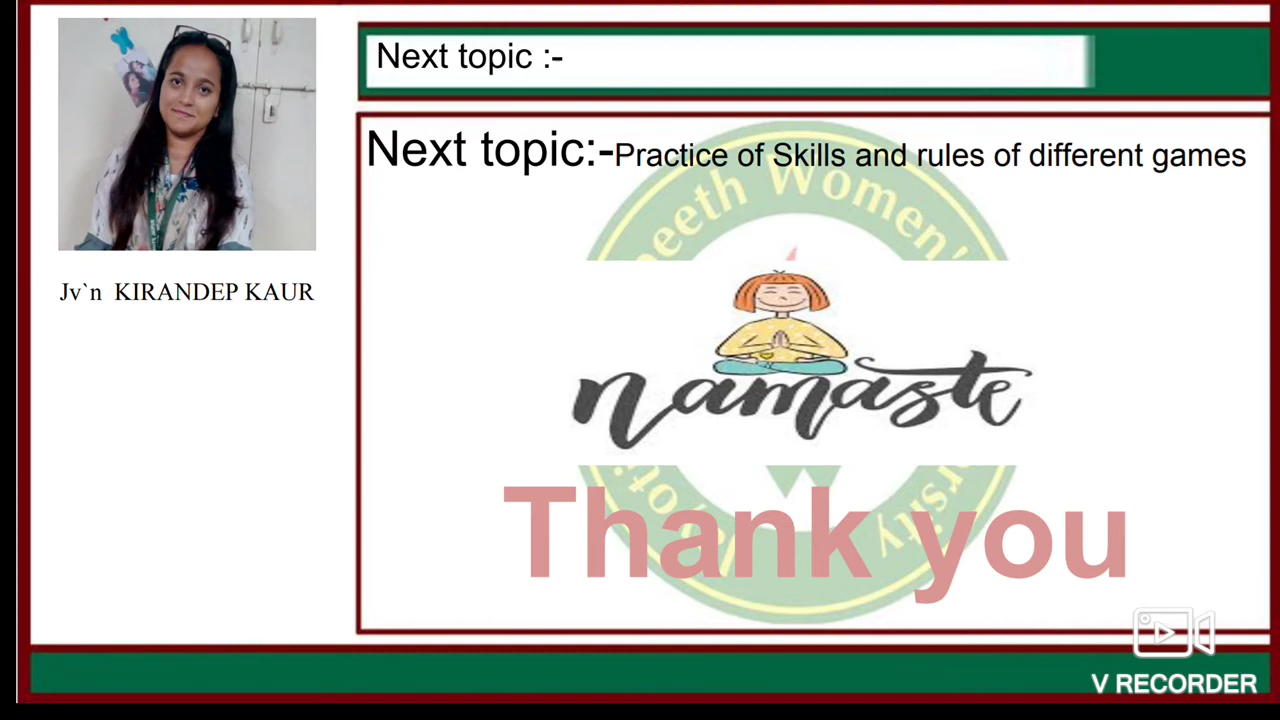 Next topic :-
Next topic:-Practice of Skills and rules of different games
Jv`n KIRANDEP KAUR
namaste
Thank you
V RECORDER